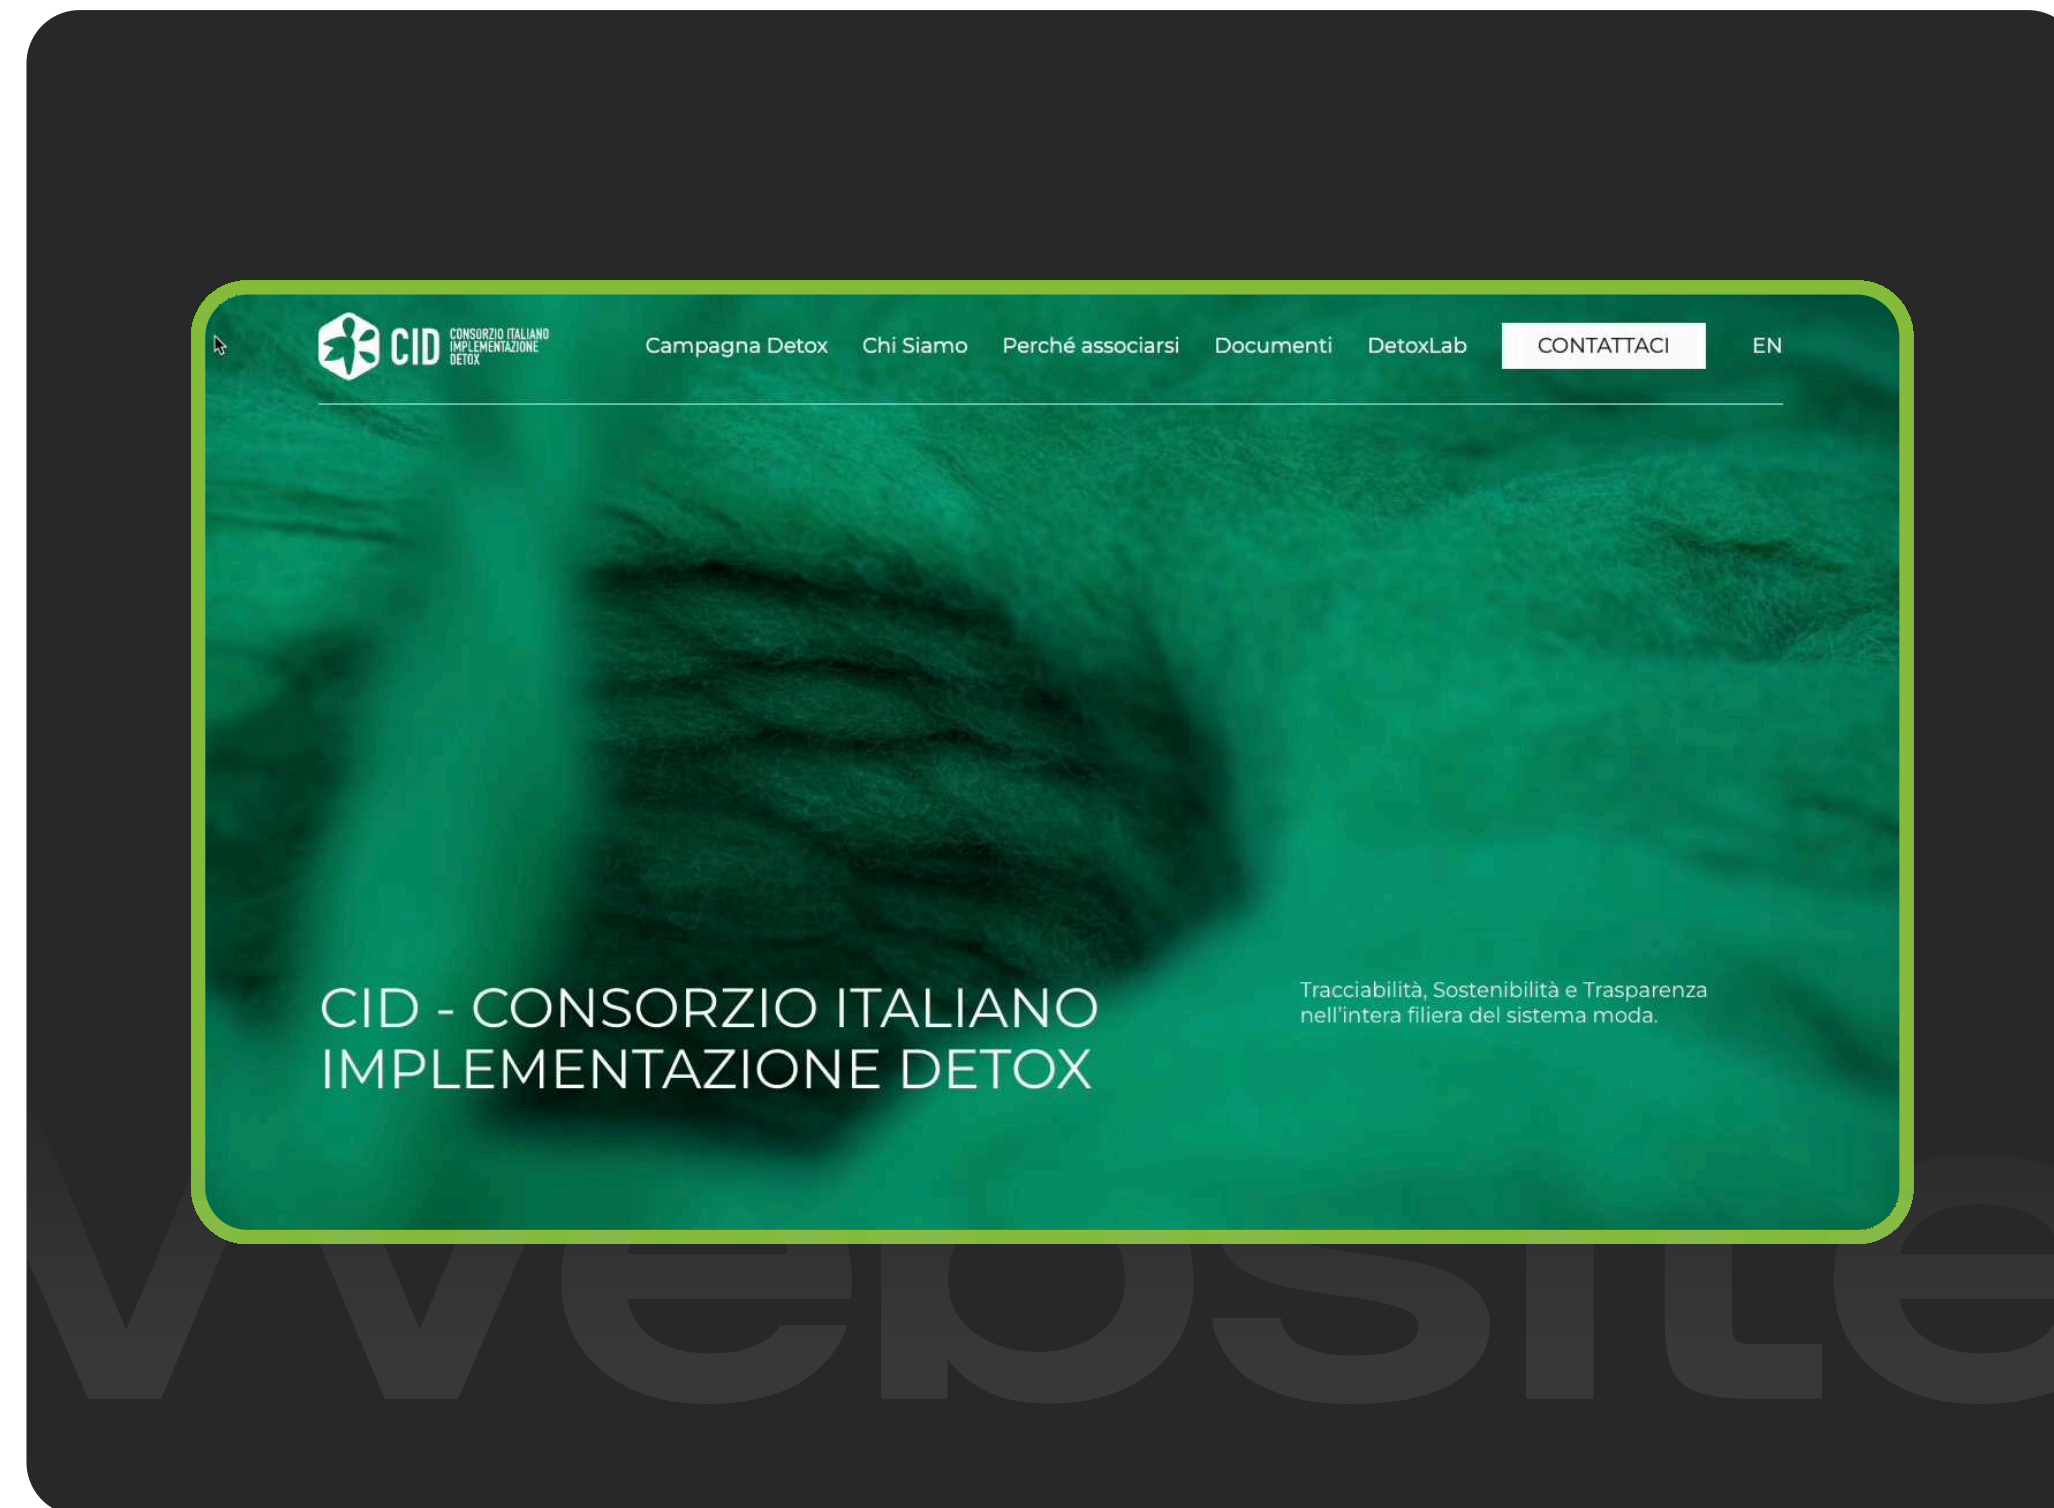 CID
CONSORZIO ITALIANO
IMPLEMENTAZIONE
DETOX
Campagna Detox
Chi Siamo
Perché associarsi
Documenti
DetoxLab
CONTATTACI
EN
CID - CONSORZIO ITALIANO
IMPLEMENTAZIONE DETOX
Tracciabilità, Sostenibilità e Trasparenza
nell'intera filiera del sistema moda.
Website